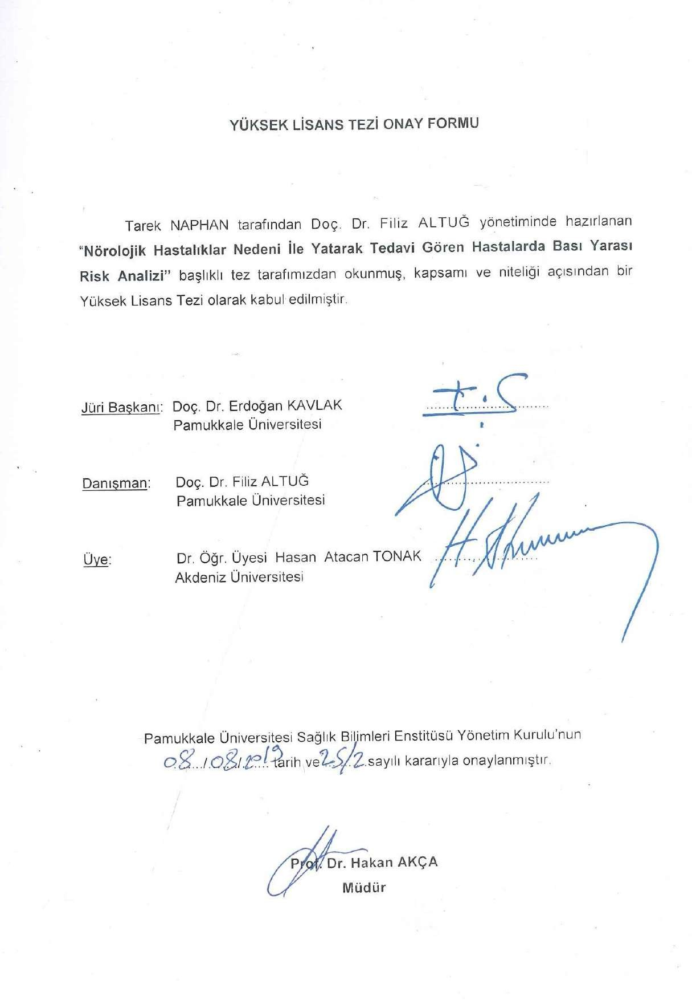 YÜKSEK LİSANS TEZİ ONAY FORMU
Tarek NAPHAN tarafından Doç. Dr. Filiz ALTUĞ yönetiminde hazırlanan
“Nörolojik Hastalıklar Nedeni İle Yatarak Tedavi Gören Hastalarda Bası Yarası
Risk Analizi” başlıklı tez tarafımızdan okunmuş, kapsamı ve niteliği açısından bir
Yüksek Lisans Tezi olarak kabul edilmiştir.
Jüri Başkanı: Doç. Dr. Erdoğan KAVLAK
Pamukkale Üniversitesi
Danışman: Doç. Dr. Filiz ALTUĞ
Pamukkale Üniversitesi
Üye: Dr. Öğr. Üyesi Hasan Atacan TONAK
Akdeniz Üniversitesi
Pamukkale Üniversitesi Sağlık Bilimleri Enstitüsü Yönetim Kurulu’nun
08/08/2019 tarih ve 25/2 sayılı kararıyla onaylanmıştır.
Prof. Dr. Hakan AKÇA
Müdür